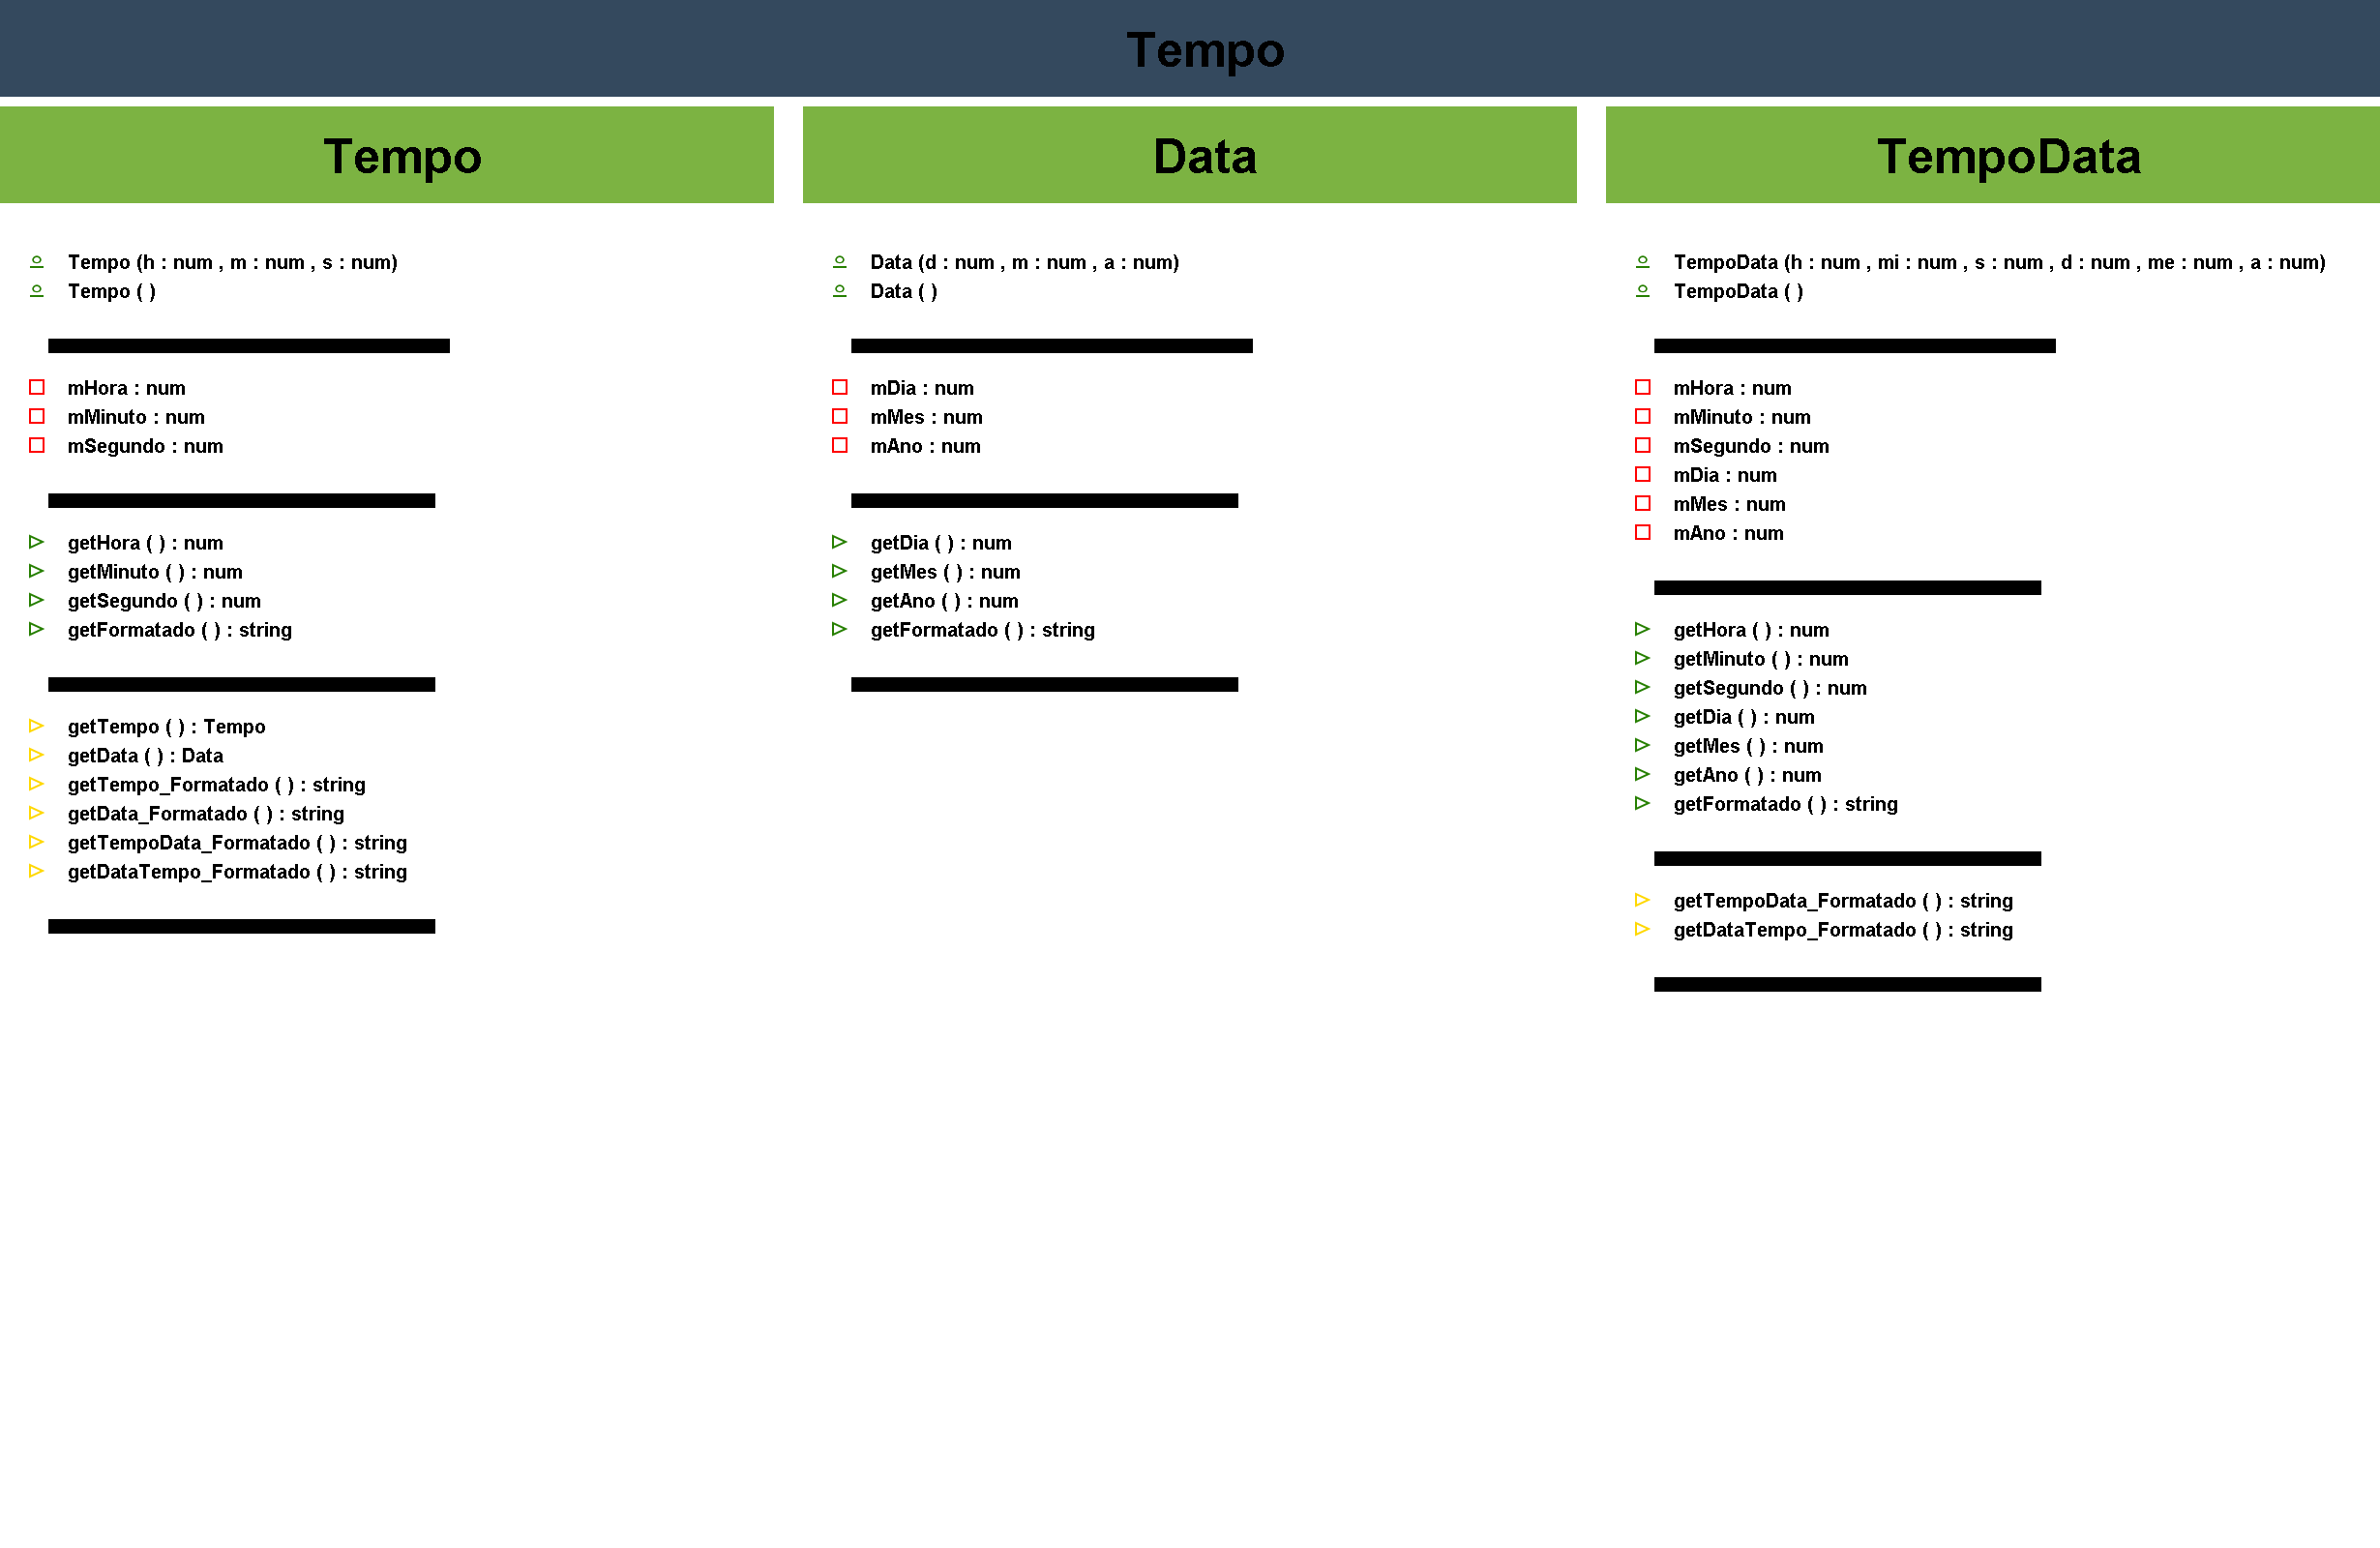 Tempo
Tempo
Tempo (h : num , m : num , s : num)
Tempo ( )
mHora : num
mMinuto : num
mSegundo : num
getHora ( ) : num
getMinuto ( ) : num
getSegundo ( ) : num
getFormatado ( ) : string
getTempo ( ) : Tempo
getData ( ) : Data
getTempo_Formatado ( ) : string
getData_Formatado ( ) : string
getTempoData_Formatado ( ) : string
getDataTempo_Formatado ( ) : string
Data
Data (d : num , m : num , a : num)
Data ( )
mDia : num
mMes : num
mAno : num
getDia ( ) : num
getMes ( ) : num
getAno ( ) : num
getFormatado ( ) : string
TempoData
TempoData (h : num , mi : num , s : num , d : num , me : num , a : num)
TempoData ( )
mHora : num
mMinuto : num
mSegundo : num
mDia : num
mMes : num
mAno : num
getHora ( ) : num
getMinuto ( ) : num
getSegundo ( ) : num
getDia ( ) : num
getMes ( ) : num
getAno ( ) : num
getFormatado ( ) : string
getTempoData_Formatado ( ) : string
getDataTempo_Formatado ( ) : string